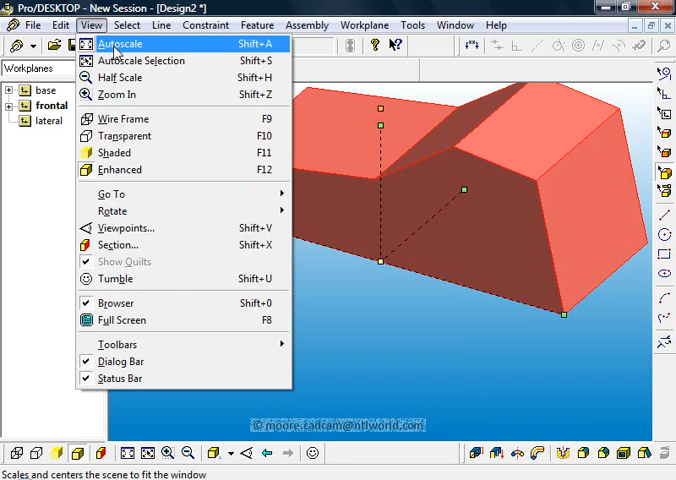 Pro/DESKTOP - New Session - [Design2 *]
File Edit View Select Line Constraint Feature Assembly Workplane Tools Window Help
Workplanes
base
frontal
lateral
Autoscale Shift+A
Autoscale Selection Shift+S
Half Scale Shift+H
Zoom In Shift+Z
Wire Frame F9
Transparent F10
Shaded F11
Enhanced F12
Go To
Rotate
Viewpoints... Shift+V
Section... Shift+X
Show Quilts
Tumble Shift+U
Browser Shift+0
Full Screen F8
Toolbars
Dialog Bar
Status Bar
© moore.cadcam@ntlworld.com
Scales and centers the scene to fit the window